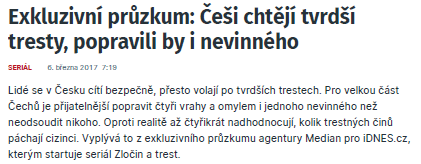 Exkluzivní průzkum: Češi chtějí tvrdší
tresty, popravili by i nevinného
SERIÁL 6. března 2017 7:19
Lidé se v Česku cítí bezpečně, přesto volají po tvrdších trestech. Pro velkou část
Čechů je přijatelnější popravit čtyři vrahy a omylem i jednoho nevinného než
neodsoudit nikoho. Oproti realitě až čtyřikrát nadhodnocují, kolik trestných činů
páchají cizinci. Vyplývá to z exkluzivního průzkumu agentury Median pro iDNES.cz,
kterým startuje seriál Zločin a trest.